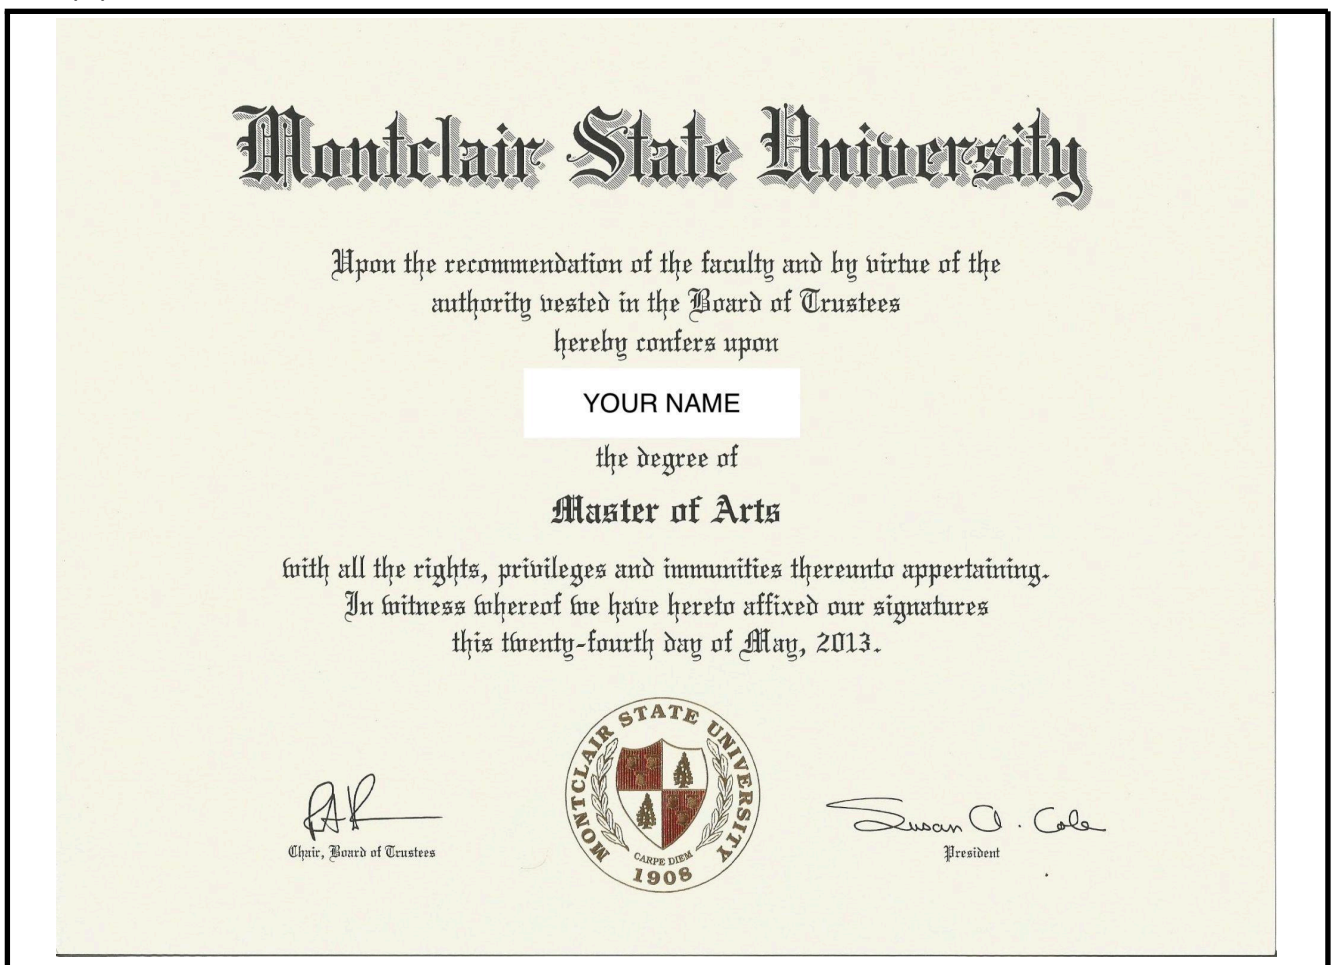 Montclair State University
Upon the recommendation of the faculty and by virtue of the
authority vested in the Board of Trustees
hereby confers upon
YOUR NAME
the degree of
Master of Arts
with all the rights, privileges and immunities thereunto appertaining.
In witness whereof we have hereto affixed our signatures
this twenty-fourth day of May, 2013.
MONTCLAIR STATE UNIVERSITY
CARPE DIEM
1908
Chair, Board of Trustees
Susan A. Cole
President